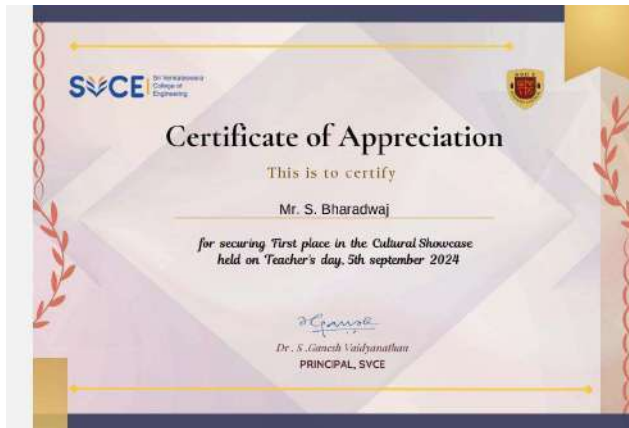 SVCE
Sri Venkateswara
College of
Engineering
Certificate of Appreciation
This is to certify
Mr. S. Bharadwaj
for securing First place in the Cultural Showcase
held on Teacher's day, 5th september 2024
Dr . S .Ganesh Vaidyanathan
PRINCIPAL, SVCE